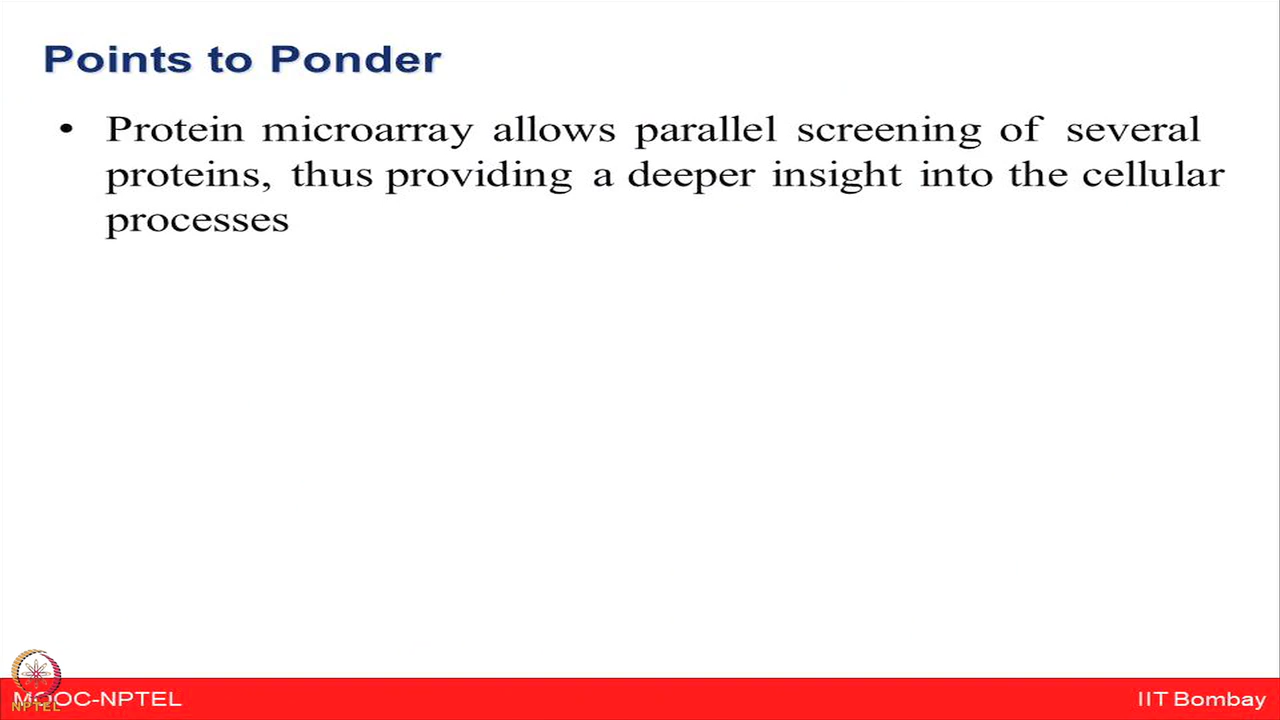 Points to Ponder
• Protein microarray allows parallel screening of several
proteins, thus providing a deeper insight into the cellular
processes
MOOC-NPTEL
NPTEL
IIT Bombay